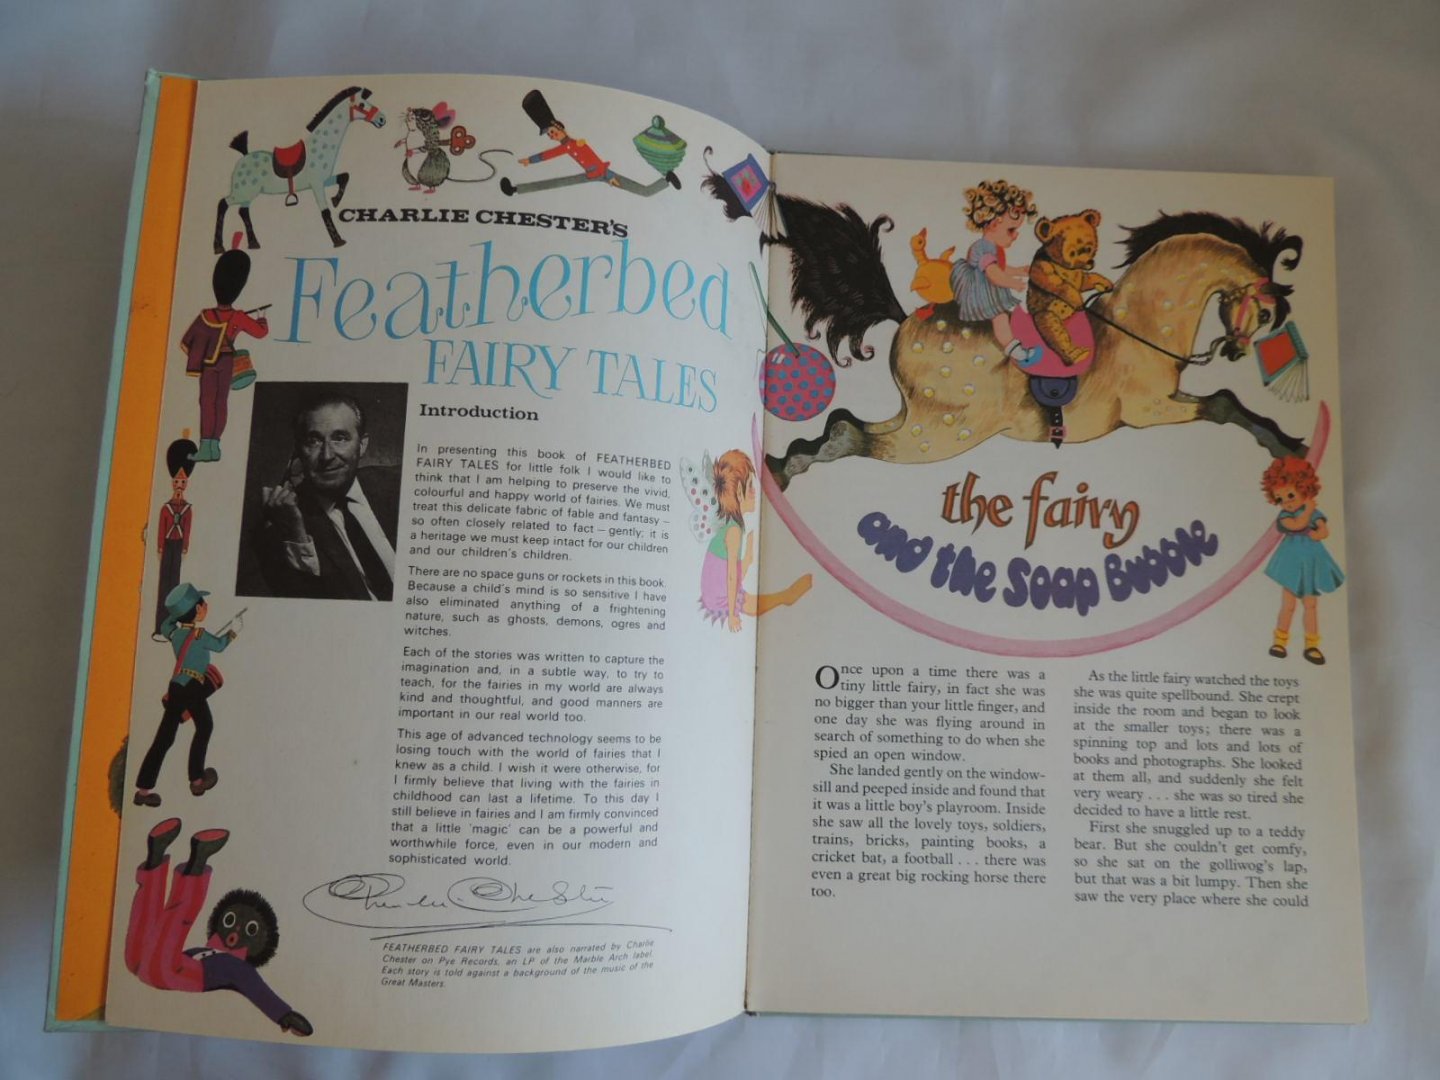 CHARLIE CHESTER'S
Featherbed
FAIRY TALES
Introduction
In presenting this book of FEATHERBED
FAIRY TALES for little folk I would like to
think that I am helping to preserve the vivid,
colourful and happy world of fairies. We must
treat this delicate fabric of fable and fantasy –
so often closely related to fact – gently; it is
a heritage we must keep intact for our children
and our children's children.
There are no space guns or rockets in this book.
Because a child's mind is so sensitive I have
also eliminated anything of a frightening
nature, such as ghosts, demons, ogres and
witches.
Each of the stories was written to capture the
imagination and, in a subtle way, to try to
teach, for the fairies in my world are always
kind and thoughtful, and good manners are
important in our real world too.
This age of advanced technology seems to be
losing touch with the world of fairies that I
knew as a child. I wish it were otherwise, for
I firmly believe that living with the fairies in
childhood can last a lifetime. To this day I
still believe in fairies and I am firmly convinced
that a little 'magic' can be a powerful and
worthwhile force, even in our modern and
sophisticated world.
Charlie Chester
FEATHERBED FAIRY TALES are also narrated by Charlie
Chester on Pye Records, an LP of the Marble Arch label.
Each story is told against a background of the music of the
Great Masters.
the fairy
and the Soap Bubble
Once upon a time there was a
tiny little fairy, in fact she was
no bigger than your little finger, and
one day she was flying around in
search of something to do when she
spied an open window.
She landed gently on the window-
sill and peeped inside and found that
it was a little boy's playroom. Inside
she saw all the lovely toys, soldiers,
trains, bricks, painting books, a
cricket bat, a football . . . there was
even a great big rocking horse there
too.
As the little fairy watched the toys
she was quite spellbound. She crept
inside the room and began to look
at the smaller toys; there was a
spinning top and lots and lots of
books and photographs. She looked
at them all, and suddenly she felt
very weary . . . she was so tired she
decided to have a little rest.
First she snuggled up to a teddy
bear. But she couldn't get comfy,
so she sat on the golliwog's lap,
but that was a bit lumpy. Then she
saw the very place where she could